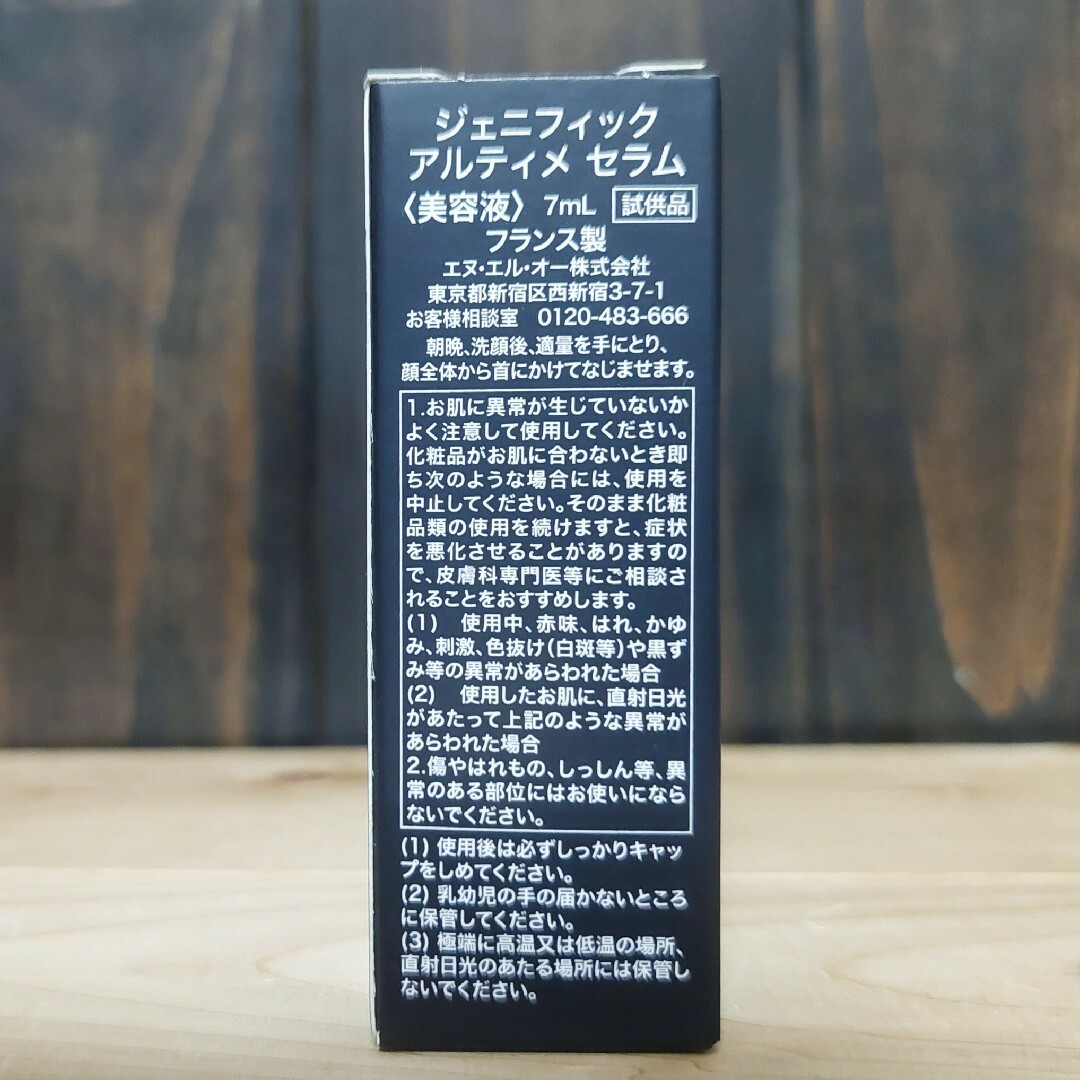 ジェニフィック
アルティメ セラム
〈美容液〉 7mL 試供品
フランス製
エヌ・エル・オー株式会社
東京都新宿区西新宿3-7-1
お客様相談室 0120-483-666
朝晩、洗顔後、適量を手にとり、
顔全体から首にかけてなじませます。
1.お肌に異常が生じていないか
よく注意して使用してください。
化粧品がお肌に合わないとき即
ち次のような場合には、使用を
中止してください。そのまま化粧
品類の使用を続けますと、症状
を悪化させることがありますの
で、皮膚科専門医等にご相談さ
れることをおすすめします。
(1) 使用中、赤味、はれ、かゆ
み、刺激、色抜け(白斑等)や黒ず
み等の異常があらわれた場合
(2) 使用したお肌に、直射日光
があたって上記のような異常が
あらわれた場合
2.傷やはれもの、しっしん等、異
常のある部位にはお使いになら
ないでください。
(1) 使用後は必ずしっかりキャッ
プをしめてください。
(2) 乳幼児の手の届かないところ
に保管してください。
(3) 極端に高温又は低温の場所、
直射日光のあたる場所には保管し
ないでください。